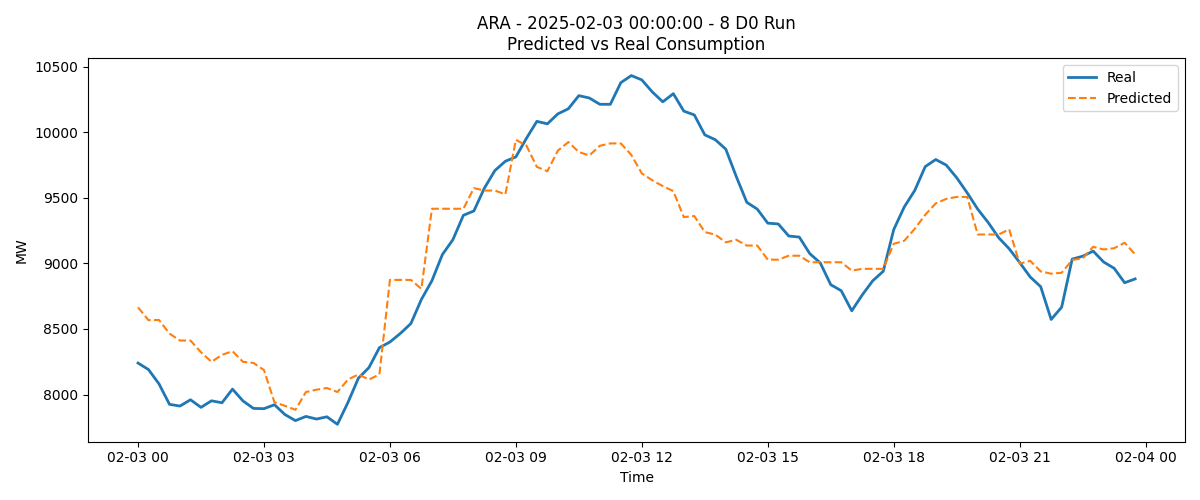 ARA - 2025-02-03 00:00:00 - 8 D0 Run
Predicted vs Real Consumption
Real
Predicted
MW
10500
10000
9500
9000
8500
8000
02-03 00
02-03 03
02-03 06
02-03 09
02-03 12
02-03 15
02-03 18
02-03 21
02-04 00
Time